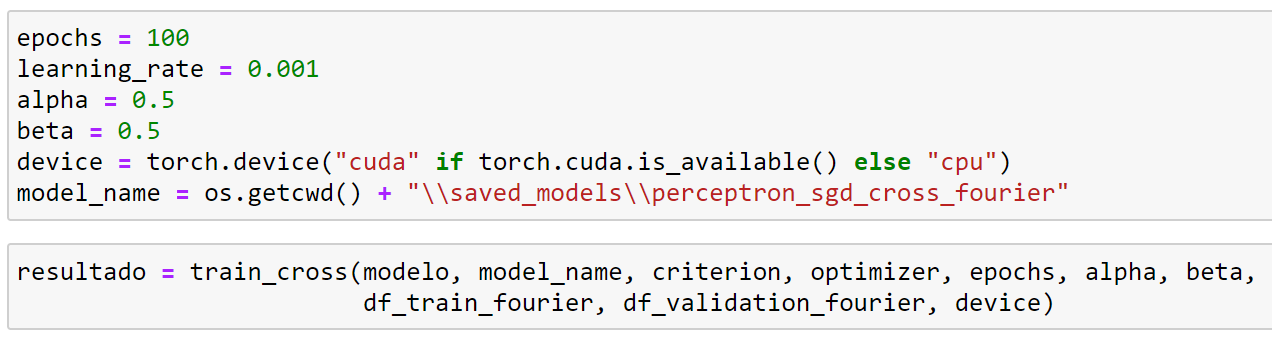 epochs = 100
learning_rate = 0.001
alpha = 0.5
beta = 0.5
device = torch.device("cuda" if torch.cuda.is_available() else "cpu")
model_name = os.getcwd() + "\\saved_models\\perceptron_sgd_cross_fourier"
resultado = train_cross(modelo, model_name, criterion, optimizer, epochs, alpha, beta,
df_train_fourier, df_validation_fourier, device)